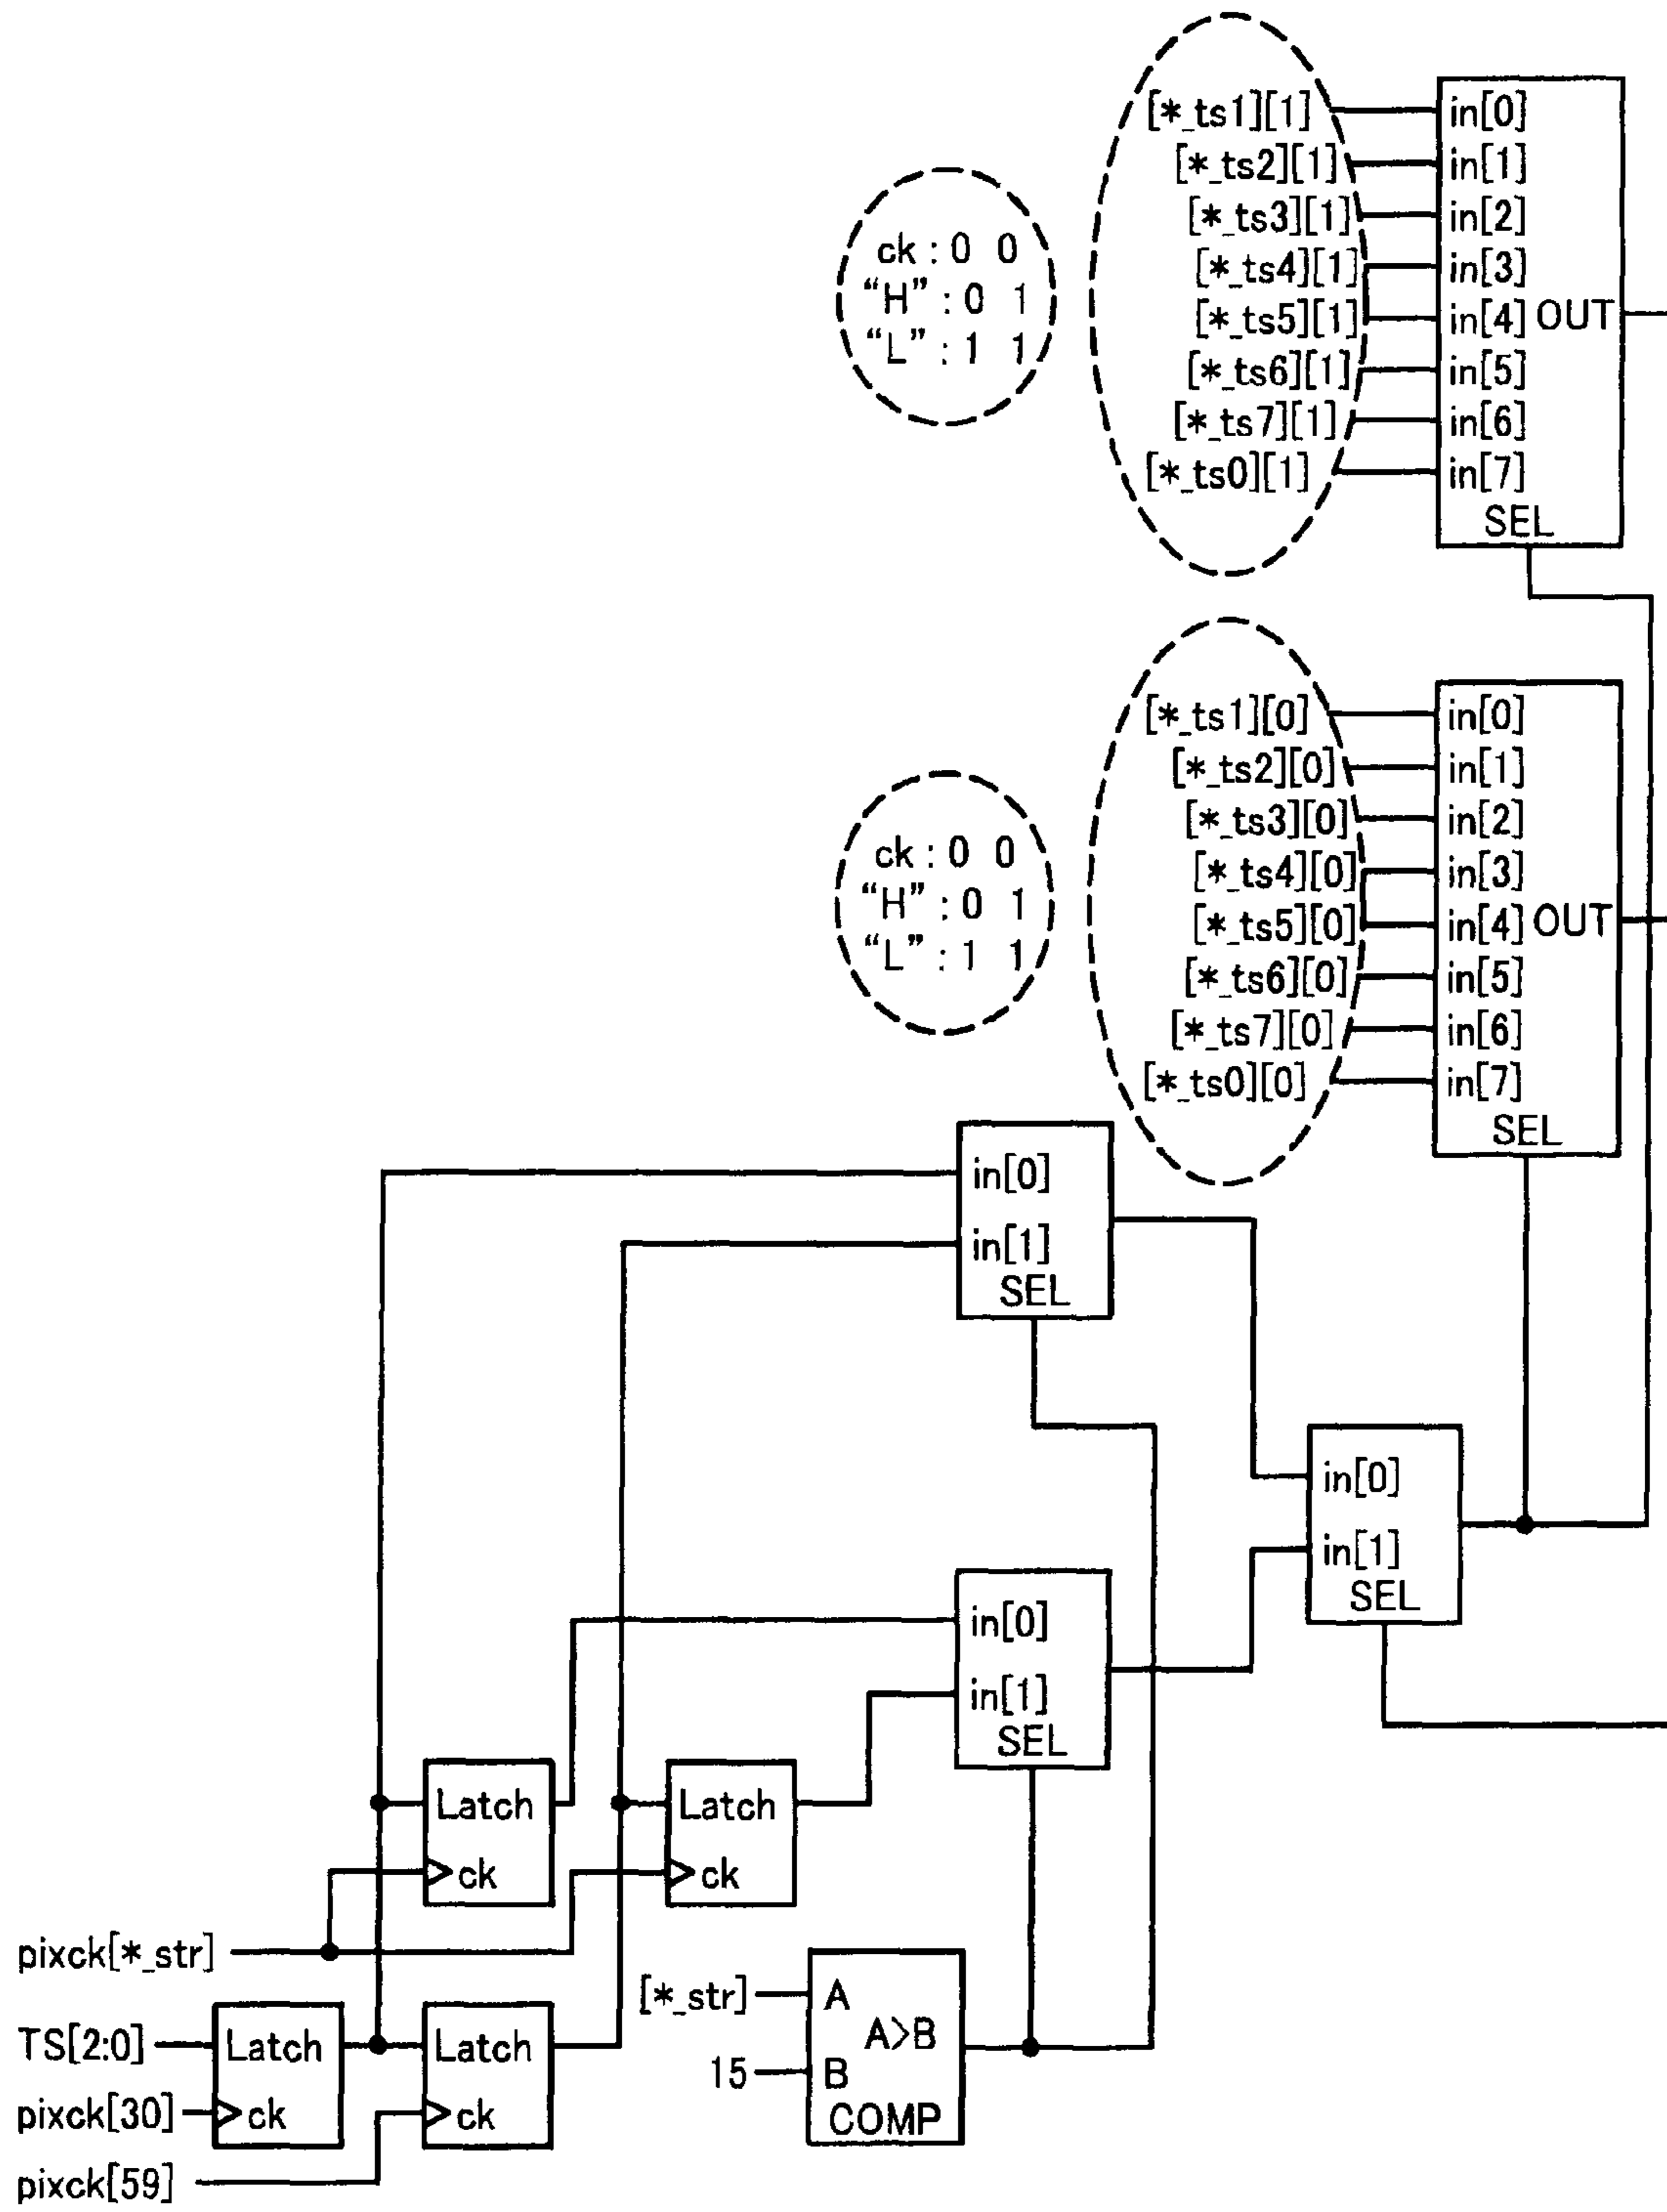 [*_ts1][1] in[0]
[*_ts2][1] in[1]
[*_ts3][1] in[2]
[*_ts4][1] in[3]
[*_ts5][1] in[4] OUT
[*_ts6][1] in[5]
[*_ts7][1] in[6]
[*_ts0][1] in[7]
SEL
ck : 0 0
“H” : 0 1
“L” : 1 1
[*_ts1][0] in[0]
[*_ts2][0] in[1]
[*_ts3][0] in[2]
[*_ts4][0] in[3]
[*_ts5][0] in[4] OUT
[*_ts6][0] in[5]
[*_ts7][0] in[6]
[*_ts0][0] in[7]
SEL
ck : 0 0
“H” : 0 1
“L” : 1 1
in[0]
in[1]
SEL
in[0]
in[1]
SEL
in[0]
in[1]
SEL
Latch
ck
Latch
ck
pixck[*_str]
[*_str] A
A>B
15 B
COMP
TS[2:0] Latch
pixck[30] ck
Latch
ck
pixck[59]